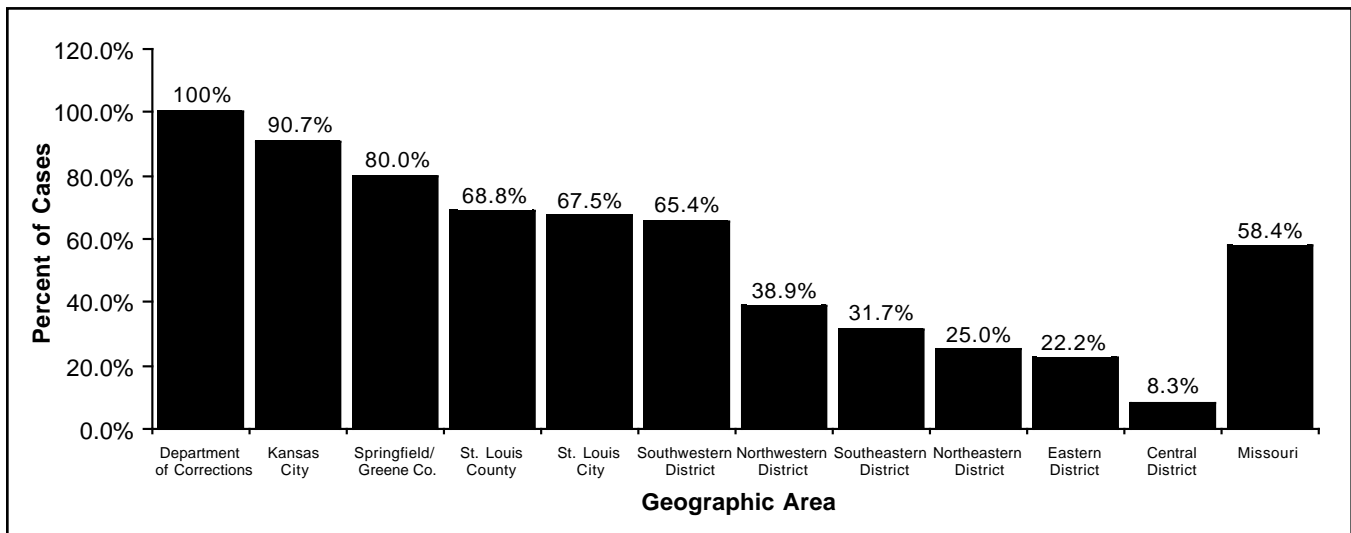 120.0%
100.0%
80.0%
60.0%
40.0%
20.0%
0.0%
Percent of Cases
100%
90.7%
80.0%
68.8%
67.5%
65.4%
38.9%
31.7%
25.0%
22.2%
8.3%
58.4%
Department
of Corrections
Kansas
City
Springfield/
Greene Co.
St. Louis
County
St. Louis
City
Southwestern
District
Northwestern
District
Southeastern
District
Northeastern
District
Eastern
District
Central
District
Missouri
Geographic Area